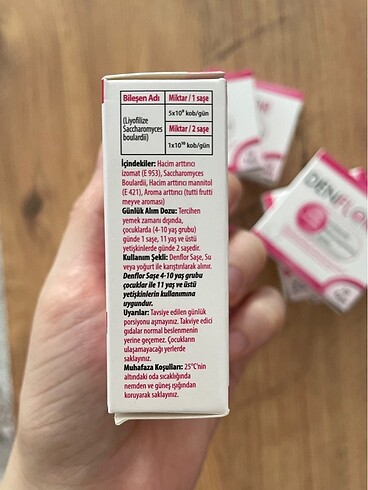 Bileşen Adı
Miktar / 1 saşe
(Liyofilize
Saccharomyces
boulardii)
5x10⁹ kob/gün
Miktar / 2 saşe
1x10¹⁰ kob/gün
İçindekiler: Hacim arttırıcı
izomat (E 953), Saccharomyces
Boulardii, Hacim arttırıcı mannitol
(E 421), Aroma arttırıcı (tutti frutti
meyve aroması)
Günlük Alım Dozu: Tercihen
yemek zamanı dışında,
çocuklarda (4-10 yaş grubu)
günde 1 saşe, 11 yaş ve üstü
yetişkinlerde günde 2 saşedir.
Kullanım Şekli: Denflor Saşe, Su
veya yoğurt ile karıştırılarak alınır.
Denflor Saşe 4-10 yaş grubu
çocuklar ile 11 yaş ve üstü
yetişkinlerin kullanımına
uygundur.
Uyarılar: Tavsiye edilen günlük
porsiyonu aşmayınız. Takviye edici
gıdalar normal beslenmenin
yerine geçemez. Çocukların
ulaşamayacağı yerlerde
saklayınız.
Muhafaza Koşulları: 25°C'nin
altındaki oda sıcaklığında
nemden ve güneş ışığından
koruyarak saklayınız.
DENFLO